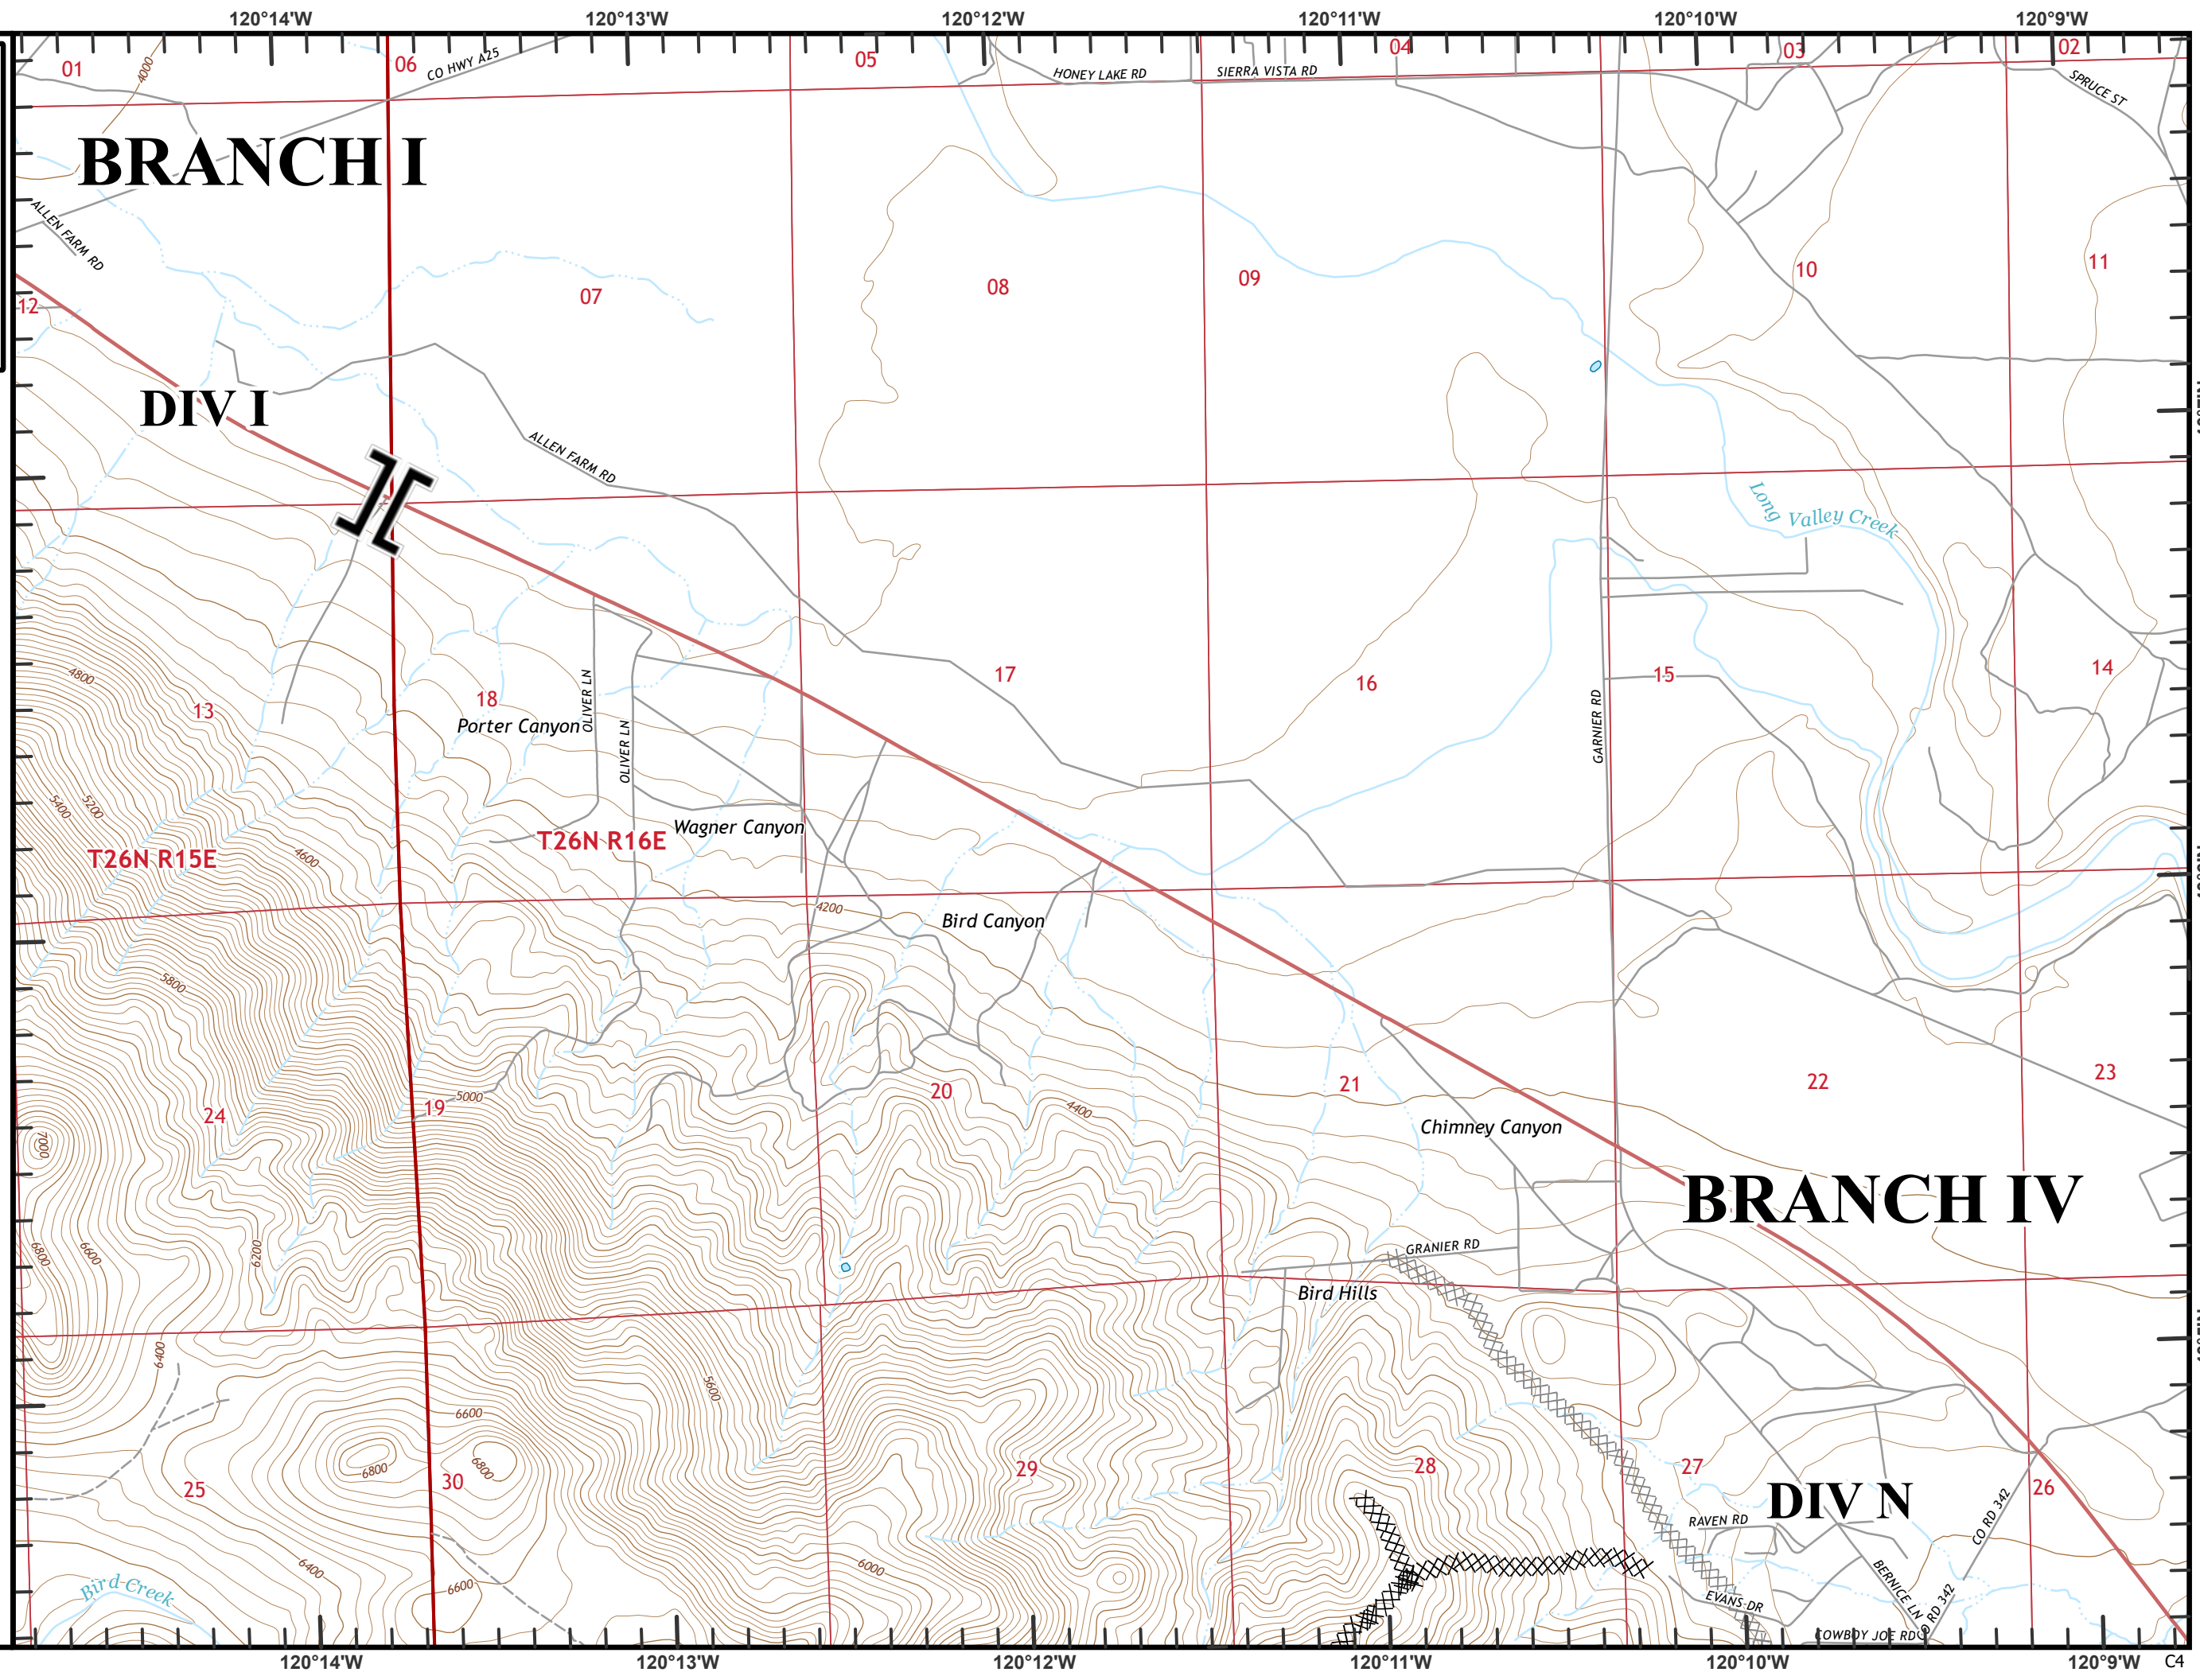 120°14'W 120°13'W 120°12'W 120°11'W 120°10'W 120°9'W
01 06 05 04 03 02
4000
CO HWY A25
HONEY LAKE RD
SIERRA VISTA RD
SPRUCE ST
BRANCH I
ALLEN FARM RD
12
07
08
09
10
11
DIV I
ALLEN FARM RD
Long Valley Creek
4800
13
18
Porter Canyon
OLIVER LN
OLIVER LN
17
16
GARNIER RD
15
14
5400
5200
T26N R15E
4600
T26N R16E
Wagner Canyon
4200
Bird Canyon
5800
24
19
5000
20
4400
21
22
23
7000
Chimney Canyon
BRANCH IV
6800
6600
6200
GRANIER RD
Bird Hills
6400
5600
6600
6800
6800
25
30
29
28
27
DIV N
26
RAVEN RD
CO RD 342
6400
6600
6000
Bird Creek
EVANS DR
BERNICE LN
CO RD 342
COWBOY JOE RD
120°14'W 120°13'W 120°12'W 120°11'W 120°10'W 120°9'W
C4